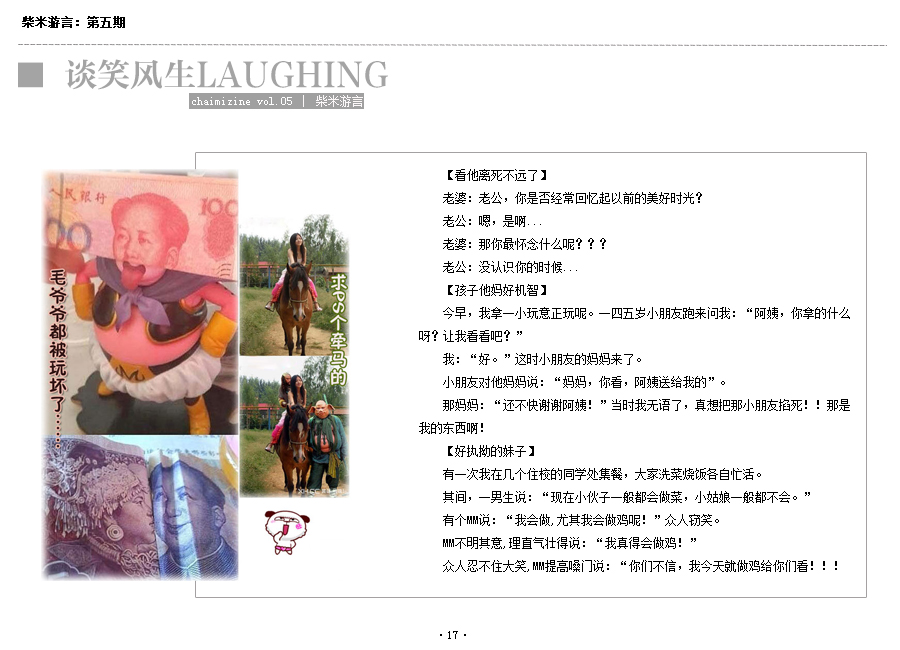 柴米游言：第五期
谈笑风生LAUGHING
chaimizine vol.05 | 柴米游言
人民银行
100
00
毛爷爷都被玩坏了……
求PS个牵马的
【看他离死不远了】
老婆：老公，你是否经常回忆起以前的美好时光？
老公：嗯，是啊...
老婆：那你最怀念什么呢？？？
老公：没认识你的时候...
【孩子他妈好机智】
今早，我拿一小玩意正玩呢。一四五岁小朋友跑来问我：“阿姨，你拿的什么
呀？让我看看吧？”
我：“好。”这时小朋友的妈妈来了。
小朋友对他妈妈说：“妈妈，你看，阿姨送给我的”。
那妈妈：“还不快谢谢阿姨！”当时我无语了，真想把那小朋友掐死！！那是
我的东西啊！
【好执拗的妹子】
有一次我在几个住校的同学处集餐，大家洗菜烧饭各自忙活。
其间，一男生说：“现在小伙子一般都会做菜，小姑娘一般都不会。”
有个MM说：“我会做,尤其我会做鸡呢！”众人窃笑。
MM不明其意,理直气壮得说：“我真得会做鸡！”
众人忍不住大笑,MM提高嗓门说：“你们不信，我今天就做鸡给你们看！！！
·17·